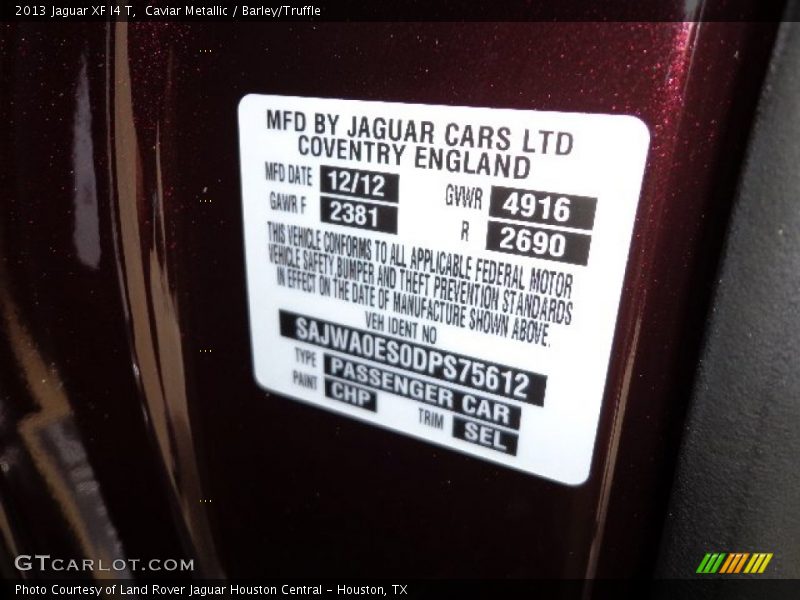 2013 Jaguar XF I4 T,  Caviar Metallic / Barley/Truffle
MFD BY JAGUAR CARS LTD
COVENTRY ENGLAND
MFD DATE 12/12 GVWR 4916
GAWR F 2381 R 2690
THIS VEHICLE CONFORMS TO ALL APPLICABLE FEDERAL MOTOR
VEHICLE SAFETY,BUMPER AND THEFT PREVENTION STANDARDS
IN EFFECT ON THE DATE OF MANUFACTURE SHOWN ABOVE.
VEH IDENT NO
SAJWA0ES0DPS75612
TYPE PASSENGER CAR
PAINT CHP TRIM SEL
GTCARLOT.COM
Photo Courtesy of Land Rover Jaguar Houston Central - Houston, TX